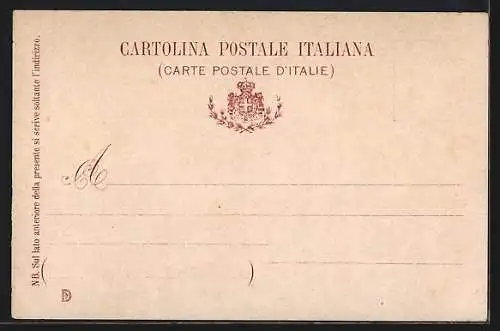 CARTOLINA POSTALE ITALIANA
(CARTE POSTALE D'ITALIE)
A
( )
NB. Sul lato anteriore della presente si scrive soltanto l'indirizzo.
D